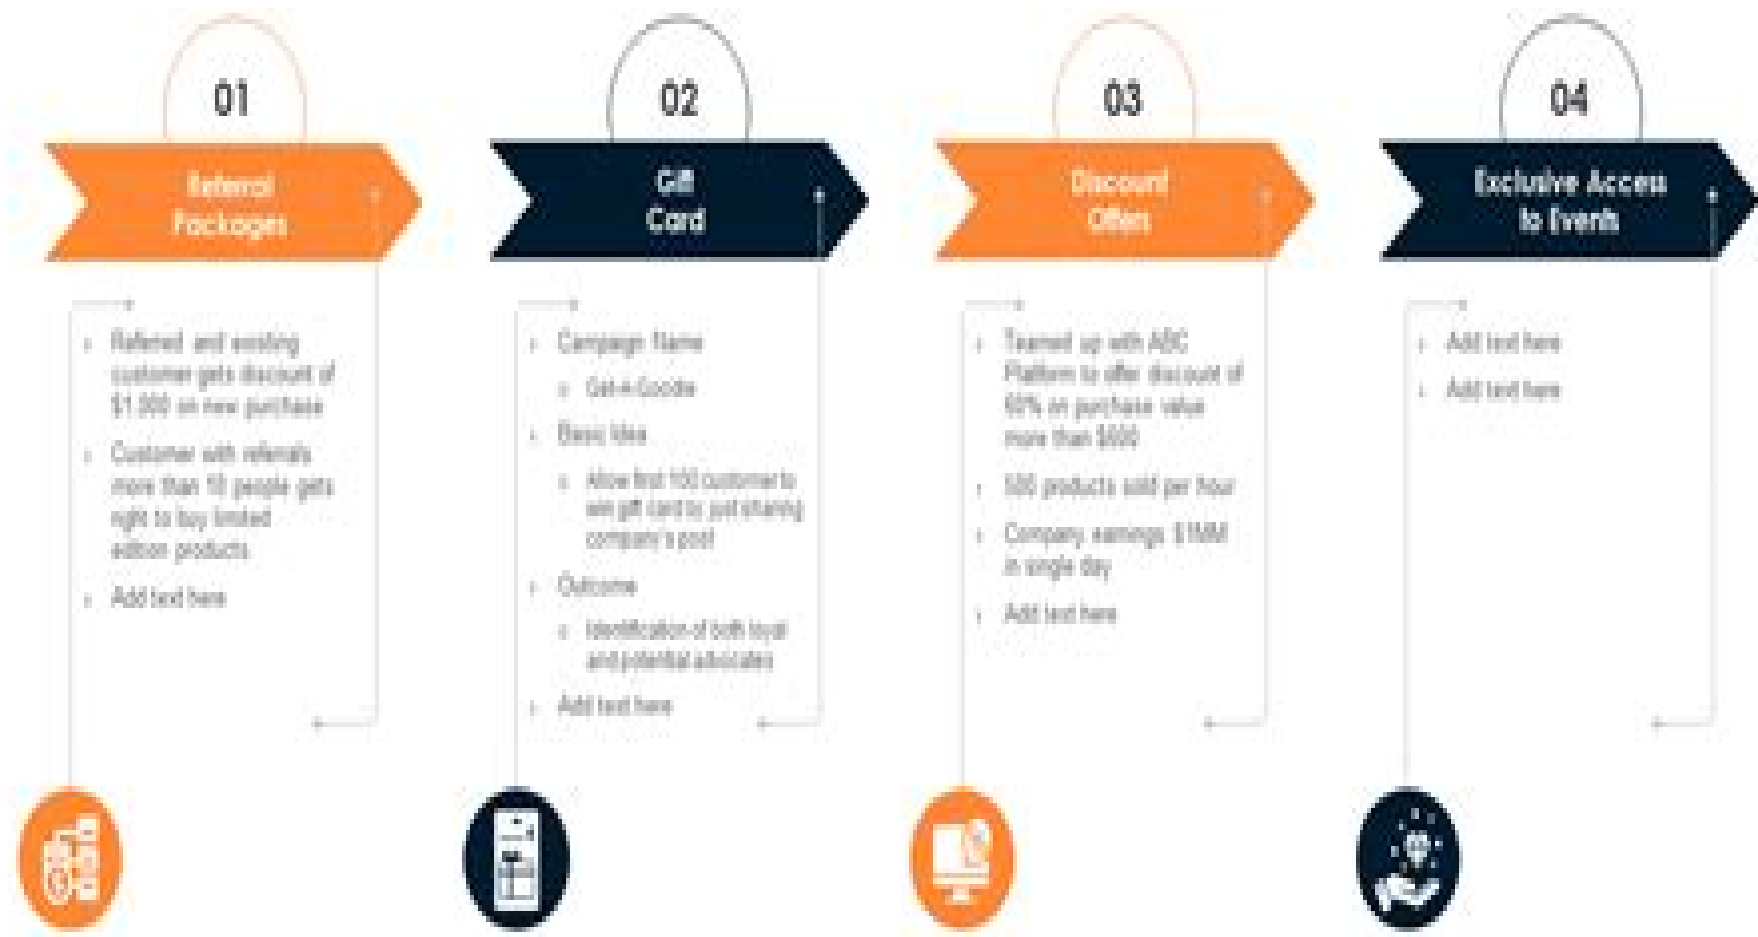 01
Referral
Packages
Referred and existing
customer gets discount of
$1,000 on new purchase
Customer with referrals
more than 10 people gets
right to buy limited
edition products
Add text here
02
Gift
Card
Campaign Name
Get-n-Goodie
Basic Idea
Allow first 100 customer to
win gift card by just sharing
company's post
Outcome
Identification of both loyal
and potential advocates
Add text here
03
Discount
Offers
Teamed up with ABC
Platform to offer discount of
60% on purchase value
more than $600
500 products sold per hour
Company earnings $1MM
in single day
Add text here
04
Exclusive Access
to Events
Add text here
Add text here